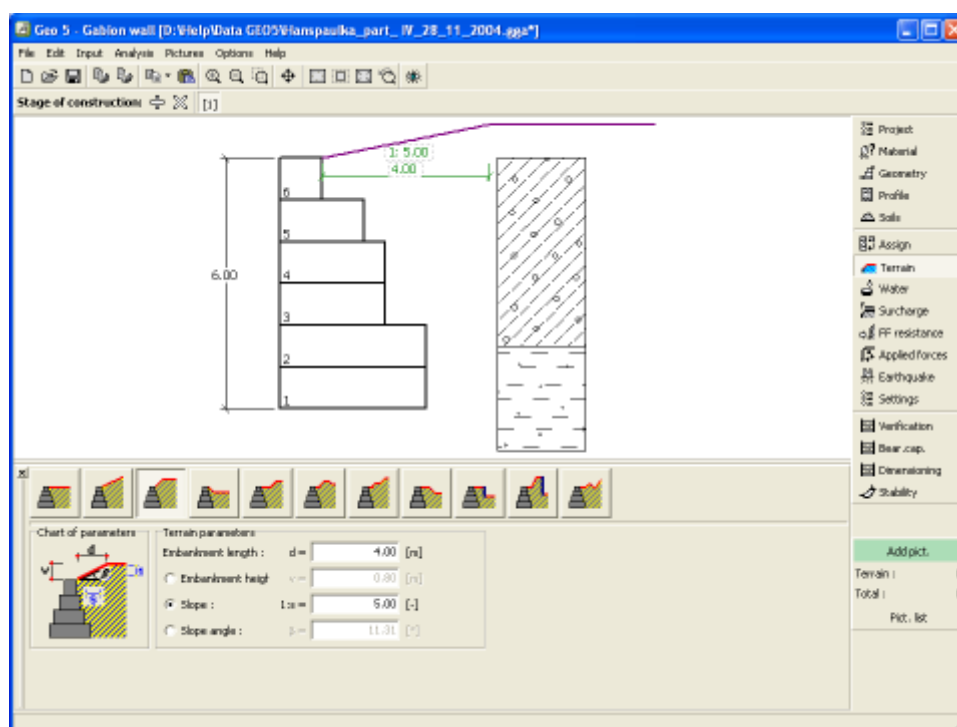 Geo 5 - Gabion wall [D:\Help\Data GEO5\Hanspaulka_part_ IV_28_11_2004.gga*]
File Edit Input Analysis Pictures Options Help
Stage of construction: [1]
1: 5.00
4.00
6.00
6
5
4
3
2
1
Project
Material
Geometry
Profile
Soils
Assign
Terrain
Water
Surcharge
FF resistance
Applied forces
Earthquake
Settings
Verification
Bear.cap.
Dimensioning
Stability
Add pict.
Terrain :
Total :
Pict. list
Chart of parameters
d
v
Terrain parameters
Embankment length : d = 4.00 [m]
Embankment heigt v = 0.80 [m]
Slope : 1:s = 5.00 [-]
Slope angle : β = 11.31 [°]